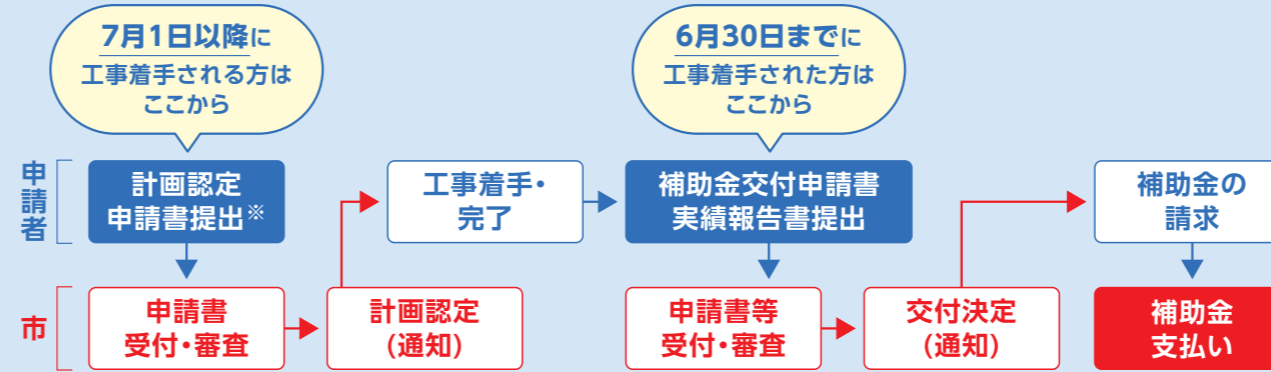 7月1日以降に
工事着手される方は
ここから
6月30日までに
工事着手された方は
ここから
申請者
計画認定
申請書提出※
工事着手・
完了
補助金交付申請書
実績報告書提出
補助金の
請求
市
申請書
受付・審査
計画認定
(通知)
申請書等
受付・審査
交付決定
(通知)
補助金
支払い